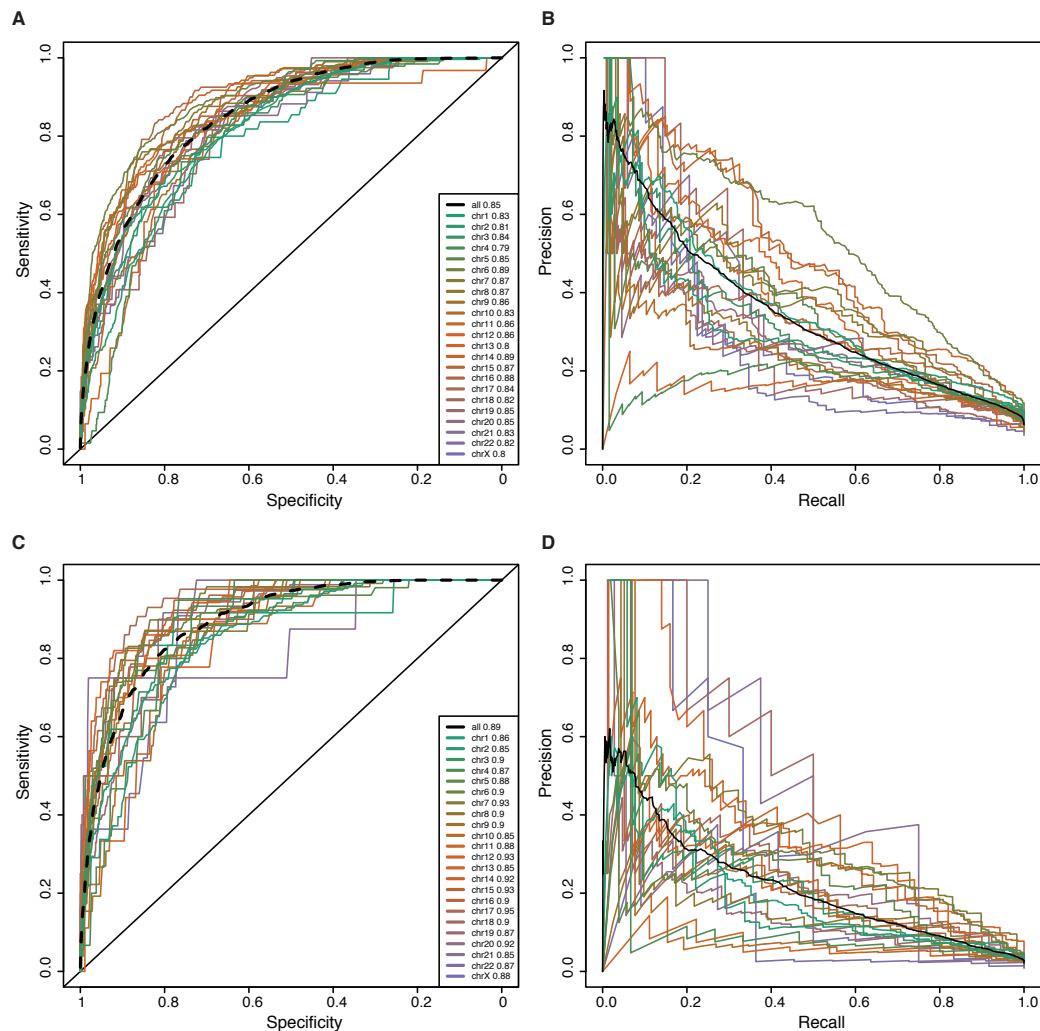 A
B
1.0
0.8
0.6
0.4
0.2
0.0
Sensitivity
1
0.8
0.6
0.4
0.2
0
Specificity
all 0.85
chr1 0.83
chr2 0.81
chr3 0.84
chr4 0.79
chr5 0.85
chr6 0.89
chr7 0.87
chr8 0.87
chr9 0.86
chr10 0.83
chr11 0.86
chr12 0.86
chr13 0.8
chr14 0.89
chr15 0.87
chr16 0.88
chr17 0.84
chr18 0.82
chr19 0.85
chr20 0.85
chr21 0.83
chr22 0.82
chrX 0.8
1.0
0.8
0.6
0.4
0.2
0.0
Precision
0.0
0.2
0.4
0.6
0.8
1.0
Recall
C
D
1.0
0.8
0.6
0.4
0.2
0.0
Sensitivity
1
0.8
0.6
0.4
0.2
0
Specificity
all 0.89
chr1 0.86
chr2 0.85
chr3 0.9
chr4 0.87
chr5 0.88
chr6 0.9
chr7 0.93
chr8 0.9
chr9 0.9
chr10 0.85
chr11 0.88
chr12 0.93
chr13 0.85
chr14 0.92
chr15 0.93
chr16 0.9
chr17 0.95
chr18 0.9
chr19 0.87
chr20 0.92
chr21 0.85
chr22 0.87
chrX 0.88
1.0
0.8
0.6
0.4
0.2
0.0
Precision
0.0
0.2
0.4
0.6
0.8
1.0
Recall